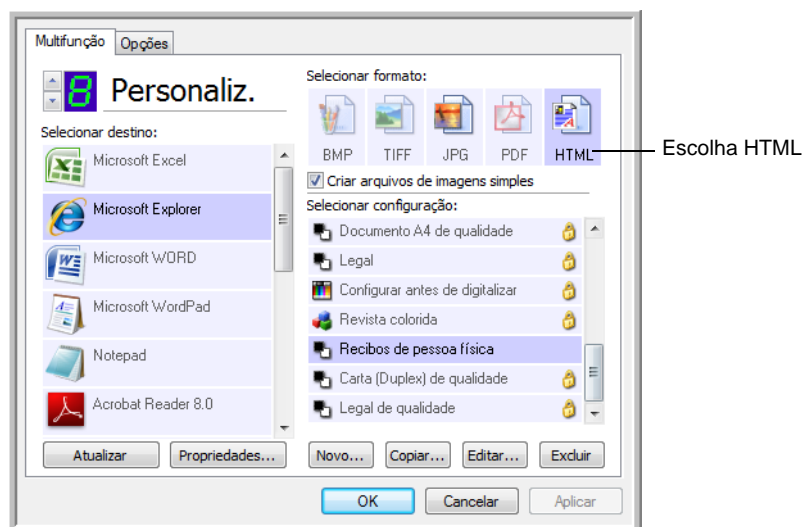 Multifunção
Opções
8
Personaliz.
Selecionar destino:
Microsoft Excel
Microsoft Explorer
Microsoft WORD
Microsoft WordPad
Notepad
Acrobat Reader 8.0
Atualizar
Propriedades...
Selecionar formato:
BMP
TIFF
JPG
PDF
HTML
Escolha HTML
Criar arquivos de imagens simples
Selecionar configuração:
Documento A4 de qualidade
Legal
Configurar antes de digitalizar
Revista colorida
Recibos de pessoa física
Carta (Duplex) de qualidade
Legal de qualidade
Novo...
Copiar...
Editar...
Excluir
OK
Cancelar
Aplicar